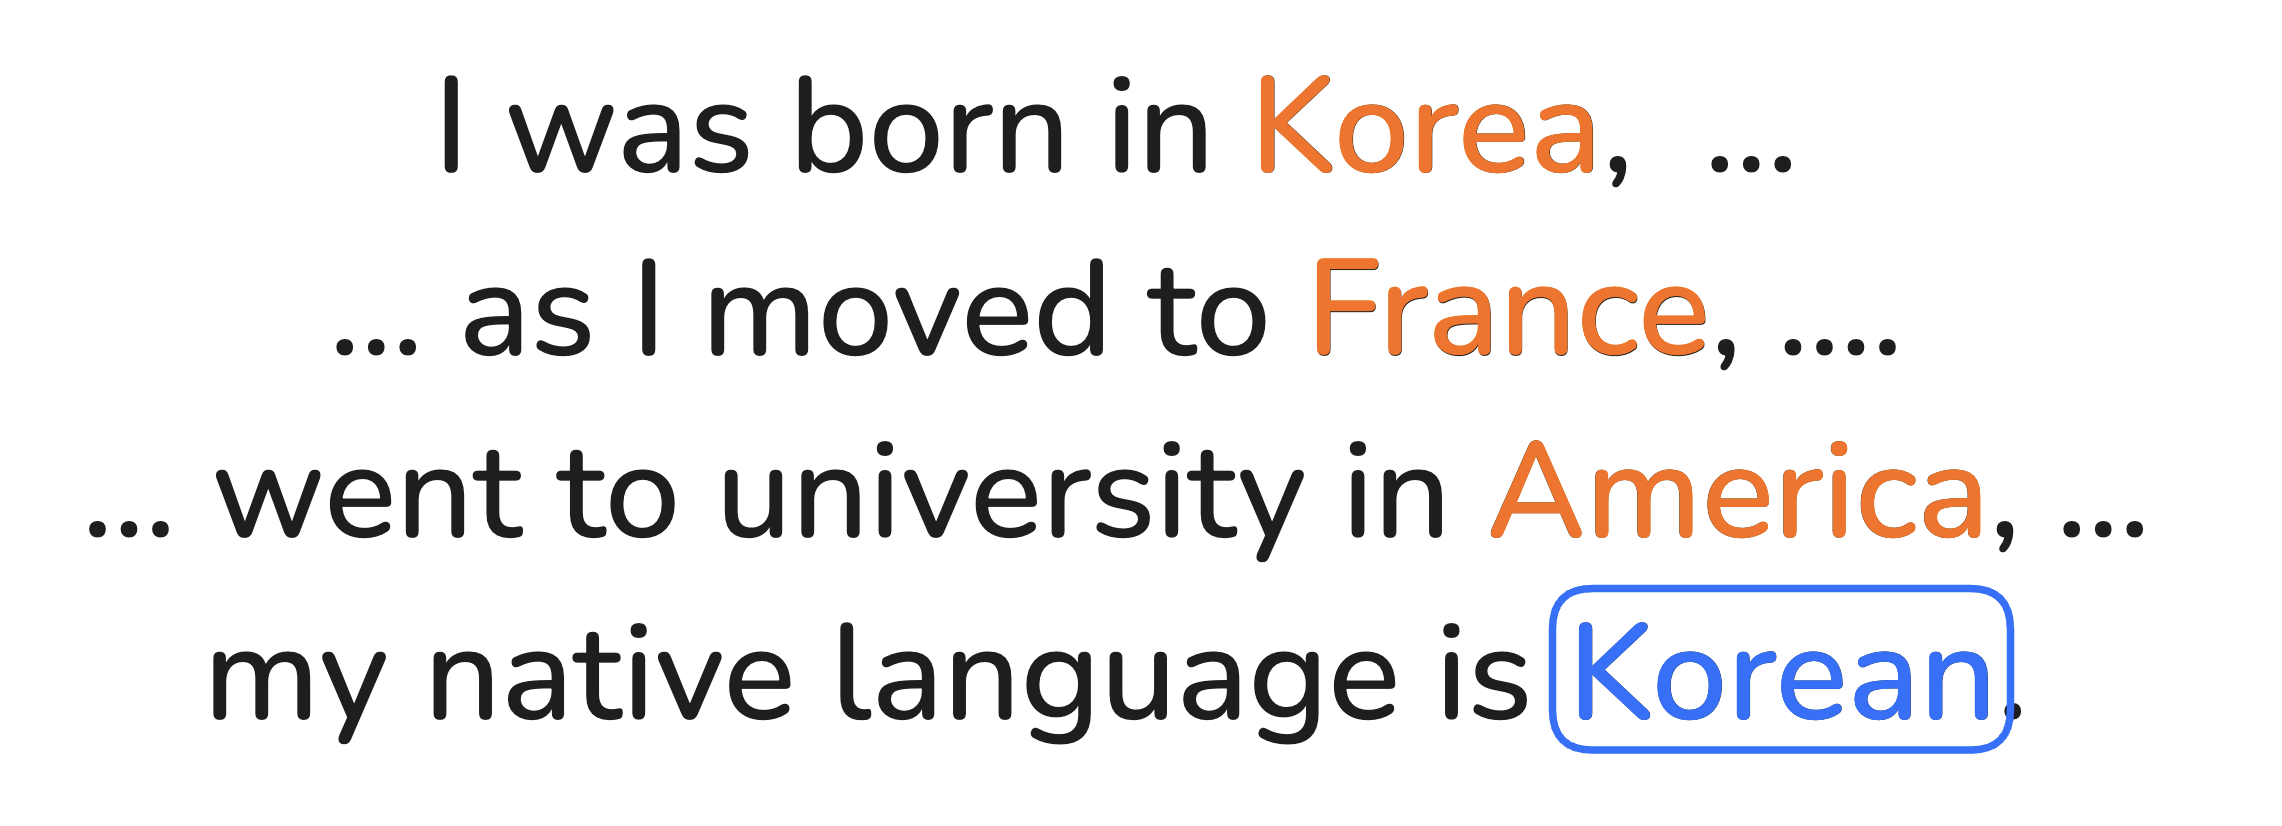 I was born in Korea,  ...
... as I moved to France, ....
... went to university in America, ...
my native language is Korean.